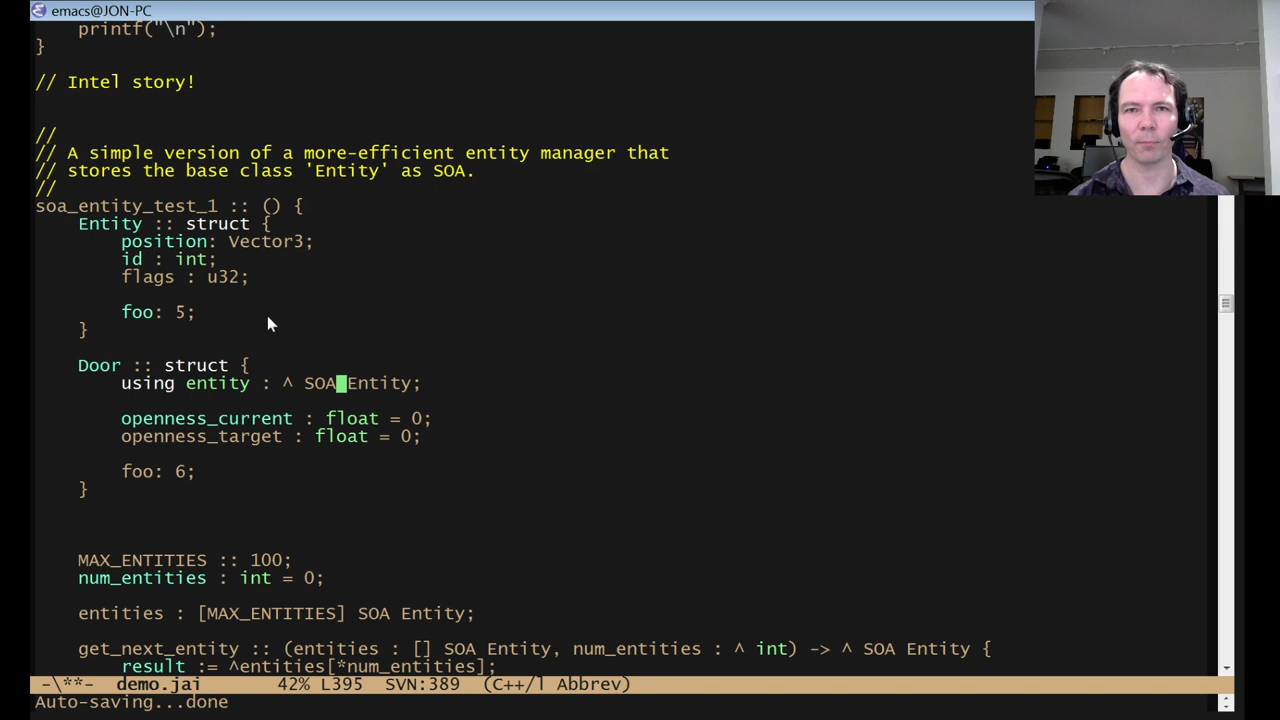 emacs@JON-PC
printf("\n");
}
// Intel story!
//
// A simple version of a more-efficient entity manager that
// stores the base class 'Entity' as SOA.
//
soa_entity_test_1 :: () {
Entity :: struct {
position: Vector3;
id : int;
flags : u32;
foo: 5;
}
Door :: struct {
using entity : ^ SOA Entity;
openness_current : float = 0;
openness_target : float = 0;
foo: 6;
}
MAX_ENTITIES :: 100;
num_entities : int = 0;
entities : [MAX_ENTITIES] SOA Entity;
get_next_entity :: (entities : [] SOA Entity, num_entities : ^ int) -> ^ SOA Entity {
result := ^entities[*num_entities];
-\**- demo.jai 42% L395 SVN:389 (C++/l Abbrev)
Auto-saving...done